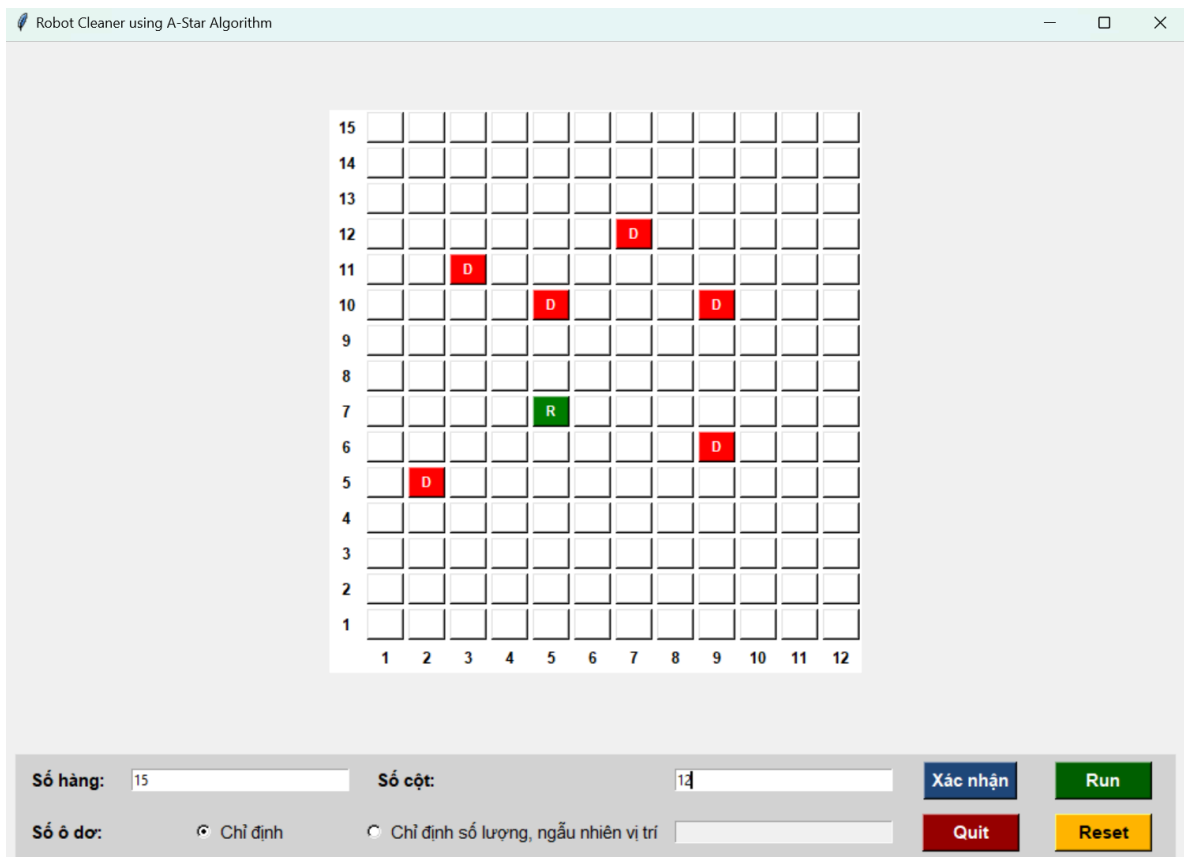 Robot Cleaner using A-Star Algorithm
15
14
13
12 D
11 D
10 D D
9
8
7 R
6 D
5 D
4
3
2
1
1 2 3 4 5 6 7 8 9 10 11 12
Số hàng: 15 Số cột: 12 Xác nhận Run
Số ô dơ: Chỉ định Chỉ định số lượng, ngẫu nhiên vị trí Quit Reset